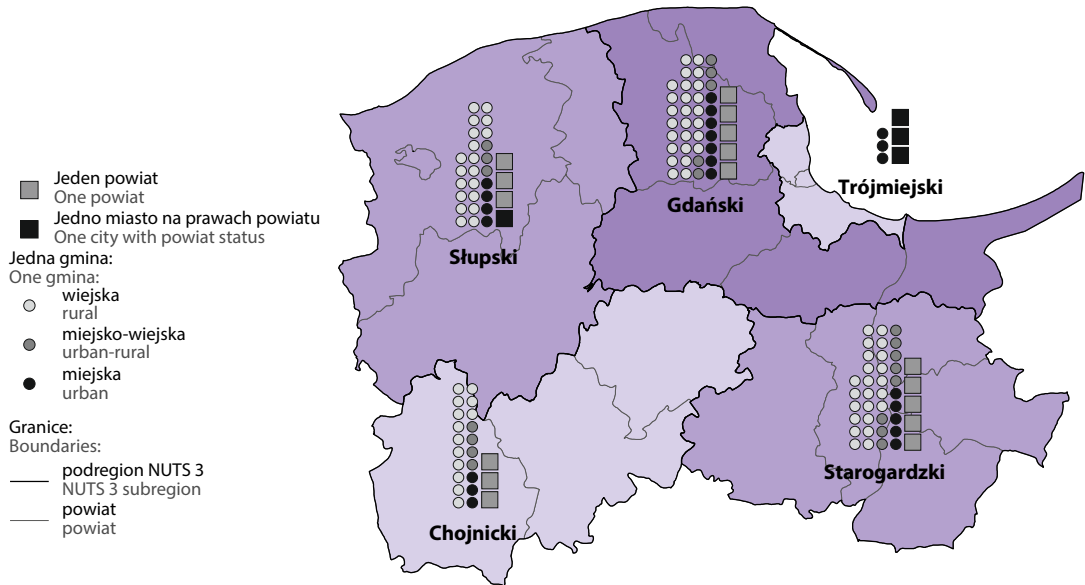 Jeden powiat
One powiat
Jedno miasto na prawach powiatu
One city with powiat status
Jedna gmina:
One gmina:
wiejska
rural
miejsko-wiejska
urban-rural
miejska
urban
Granice:
Boundaries:
podregion NUTS 3
NUTS 3 subregion
powiat
powiat
Trójmiejski
Gdański
Słupski
Starogardzki
Chojnicki